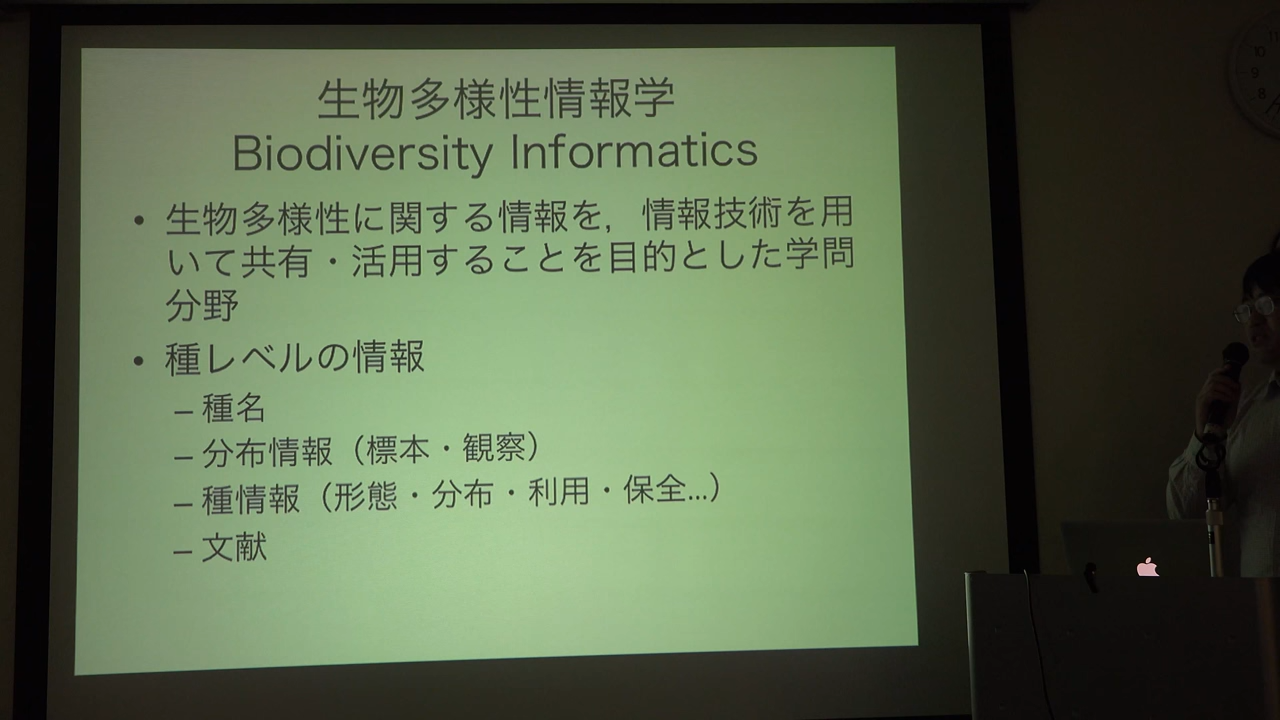 生物多様性情報学
Biodiversity Informatics
• 生物多様性に関する情報を，情報技術を用
いて共有・活用することを目的とした学問
分野
• 種レベルの情報
– 種名
– 分布情報（標本・観察）
– 種情報（形態・分布・利用・保全...）
– 文献
10
9
8